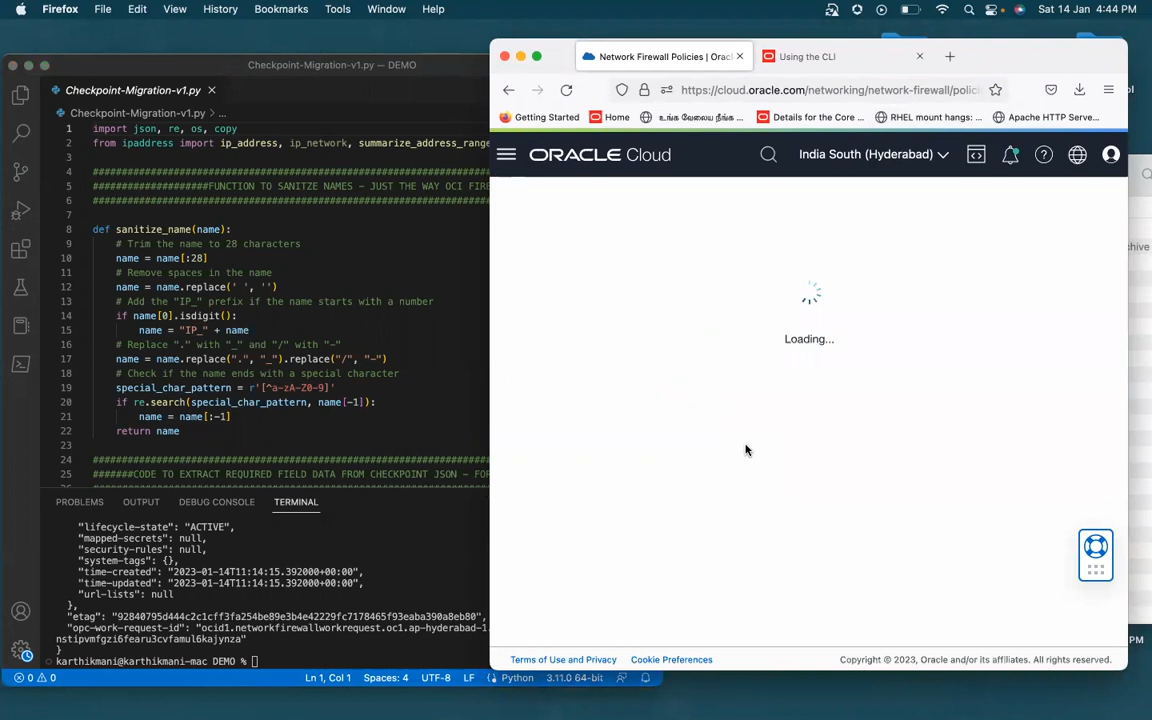 Firefox File Edit View History Bookmarks Tools Window Help
Sat 14 Jan 4:44 PM
Checkpoint-Migration-v1.py — DEMO
Checkpoint-Migration-v1.py
Checkpoint-Migration-v1.py > ...
1 import json, re, os, copy
2 from ipaddress import ip_address, ip_network, summarize_address_range
3
4 ####################################################################
5 ####################FUNCTION TO SANITZE NAMES - JUST THE WAY OCI FIRE
6 ####################################################################
7
8 def sanitize_name(name):
9 # Trim the name to 28 characters
10 name = name[:28]
11 # Remove spaces in the name
12 name = name.replace(' ', '')
13 # Add the "IP_" prefix if the name starts with a number
14 if name[0].isdigit():
15 name = "IP_" + name
16 # Replace "." with "_" and "/" with "-"
17 name = name.replace(".", "_").replace("/", "-")
18 # Check if the name ends with a special character
19 special_char_pattern = r'[^a-zA-Z0-9]'
20 if re.search(special_char_pattern, name[-1]):
21 name = name[:-1]
22 return name
23
24 ####################################################################
25 #######CODE TO EXTRACT REQUIRED FIELD DATA FROM CHECKPOINT JSON - FOR
PROBLEMS OUTPUT DEBUG CONSOLE TERMINAL
"lifecycle-state": "ACTIVE",
"mapped-secrets": null,
"security-rules": null,
"system-tags": {},
"time-created": "2023-01-14T11:14:15.392000+00:00",
"time-updated": "2023-01-14T11:14:15.392000+00:00",
"url-lists": null
},
"etag": "92840795d444c2c1cff3fa254be89e3b4e42229fc7178465f93eaba390a8eb80",
"opc-work-request-id": "ocid1.networkfirewallworkrequest.oc1.ap-hyderabad-1.
nstipvmfgzi6fearu3cvfamul6kajynza"
}
karthikmani@karthikmani-mac DEMO %
0 0 Ln 1, Col 1 Spaces: 4 UTF-8 LF Python 3.11.0 64-bit
Network Firewall Policies | Orac
Using the CLI
https://cloud.oracle.com/networking/network-firewall/polici
Getting Started Home உங்க வேலைய நீங்க ... Details for the Core ... RHEL mount hangs: ... Apache HTTP Serve...
ORACLE Cloud
India South (Hyderabad)
Loading...
Terms of Use and Privacy Cookie Preferences
Copyright © 2023, Oracle and/or its affiliates. All rights reserved.
chive
PM